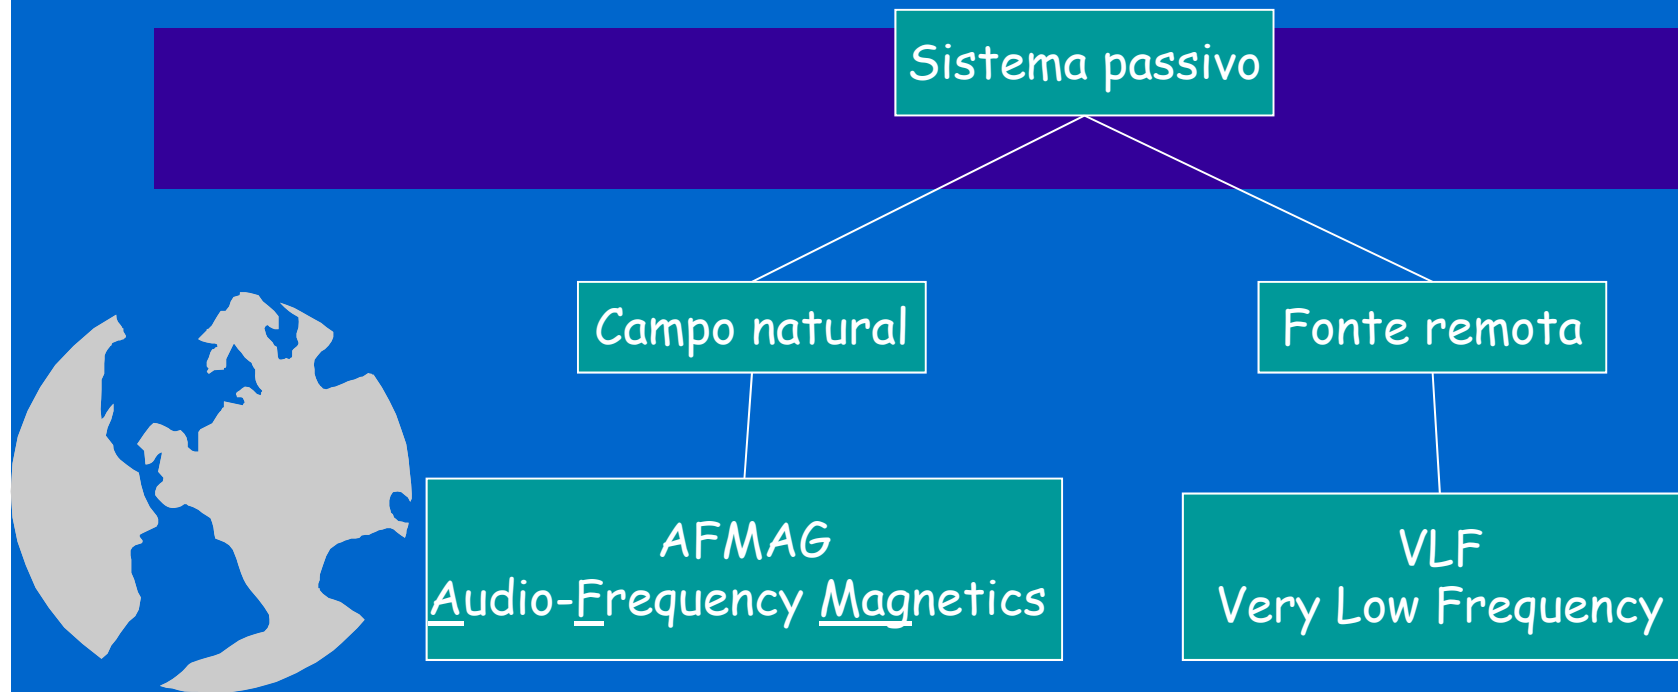 Sistema passivo
Campo natural
Fonte remota
AFMAG
Audio-Frequency Magnetics
VLF
Very Low Frequency